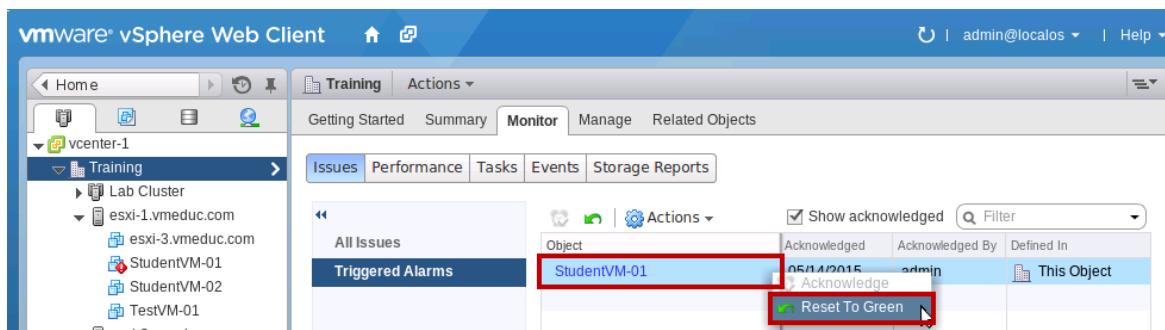 vmware® vSphere Web Client
admin@localos
Help
Home
Training Actions
Getting Started Summary Monitor Manage Related Objects
vcenter-1
Training
Issues Performance Tasks Events Storage Reports
Lab Cluster
esxi-1.vmeduc.com
Actions Show acknowledged Filter
esxi-3.vmeduc.com
All Issues
Object Acknowledged Acknowledged By Defined In
StudentVM-01
Triggered Alarms
StudentVM-01 05/14/2015 admin This Object
Acknowledge
StudentVM-02
TestVM-01
Reset To Green